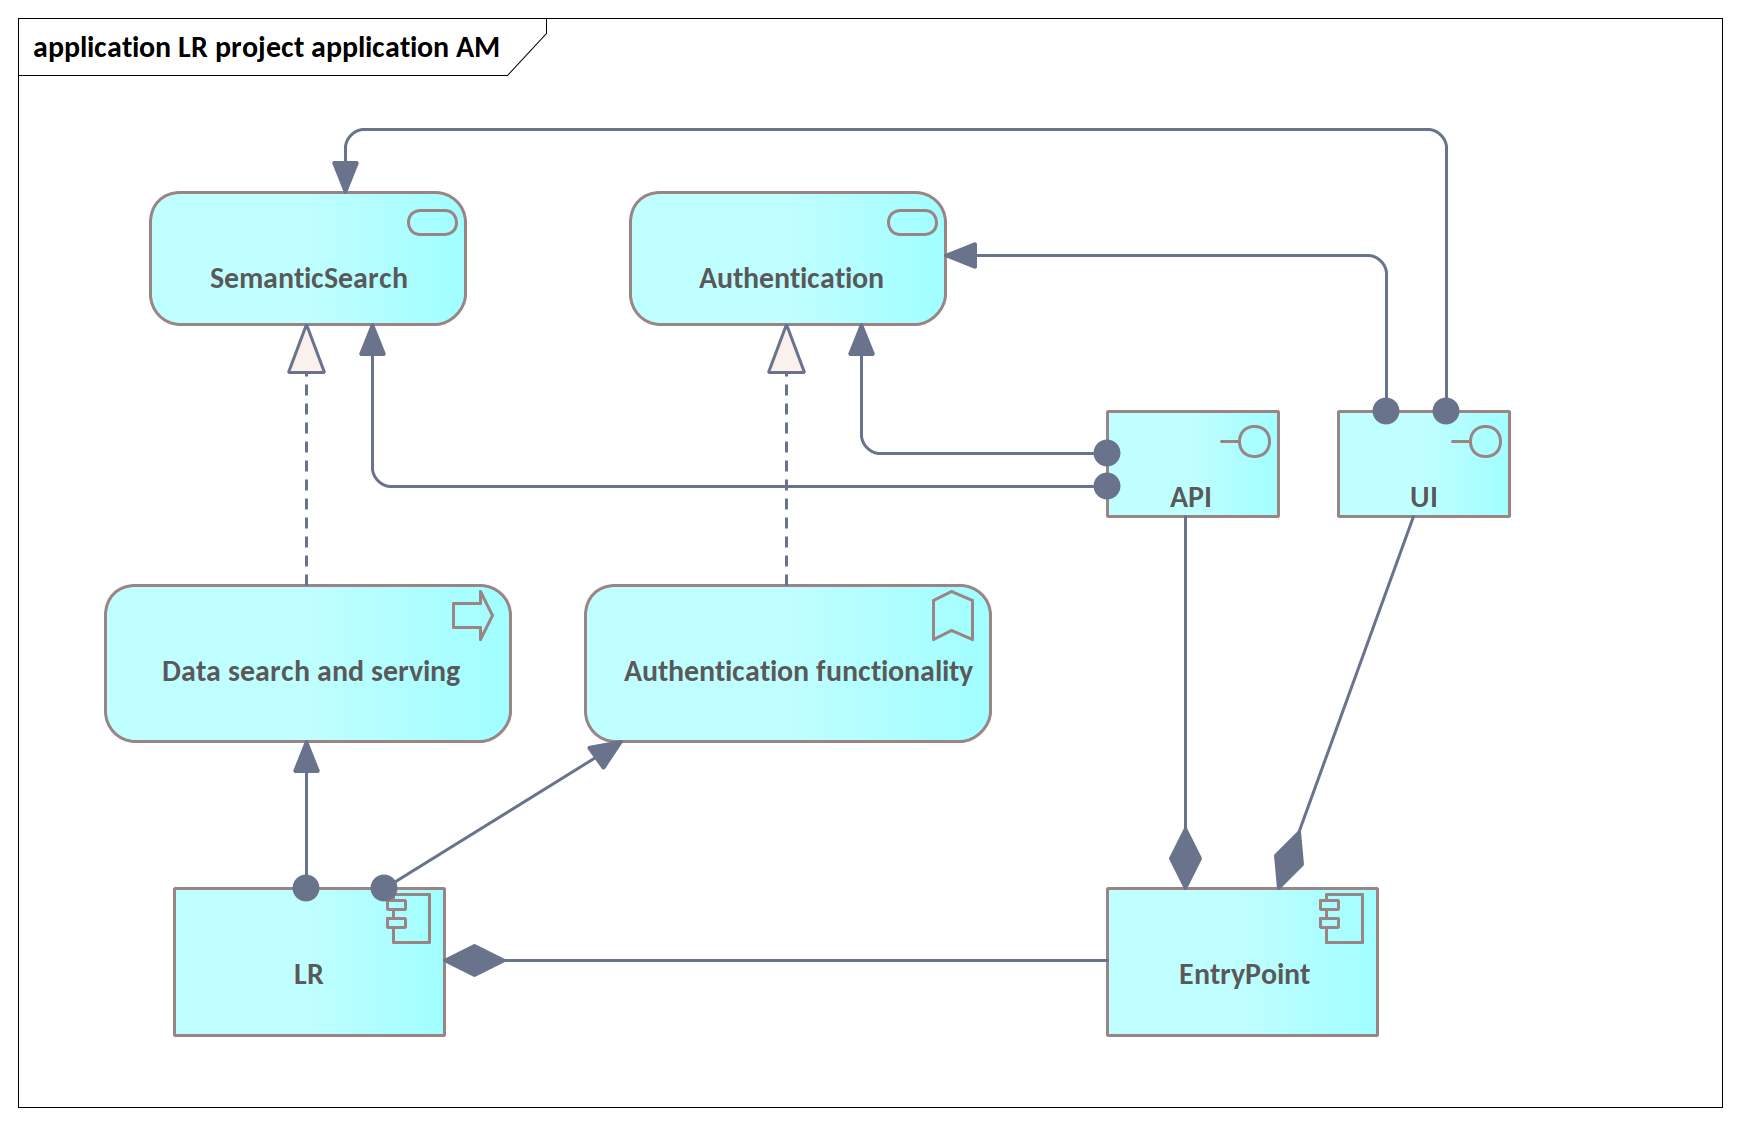 application LR project application AM
SemanticSearch
Authentication
API
UI
Data search and serving
Authentication functionality
LR
EntryPoint